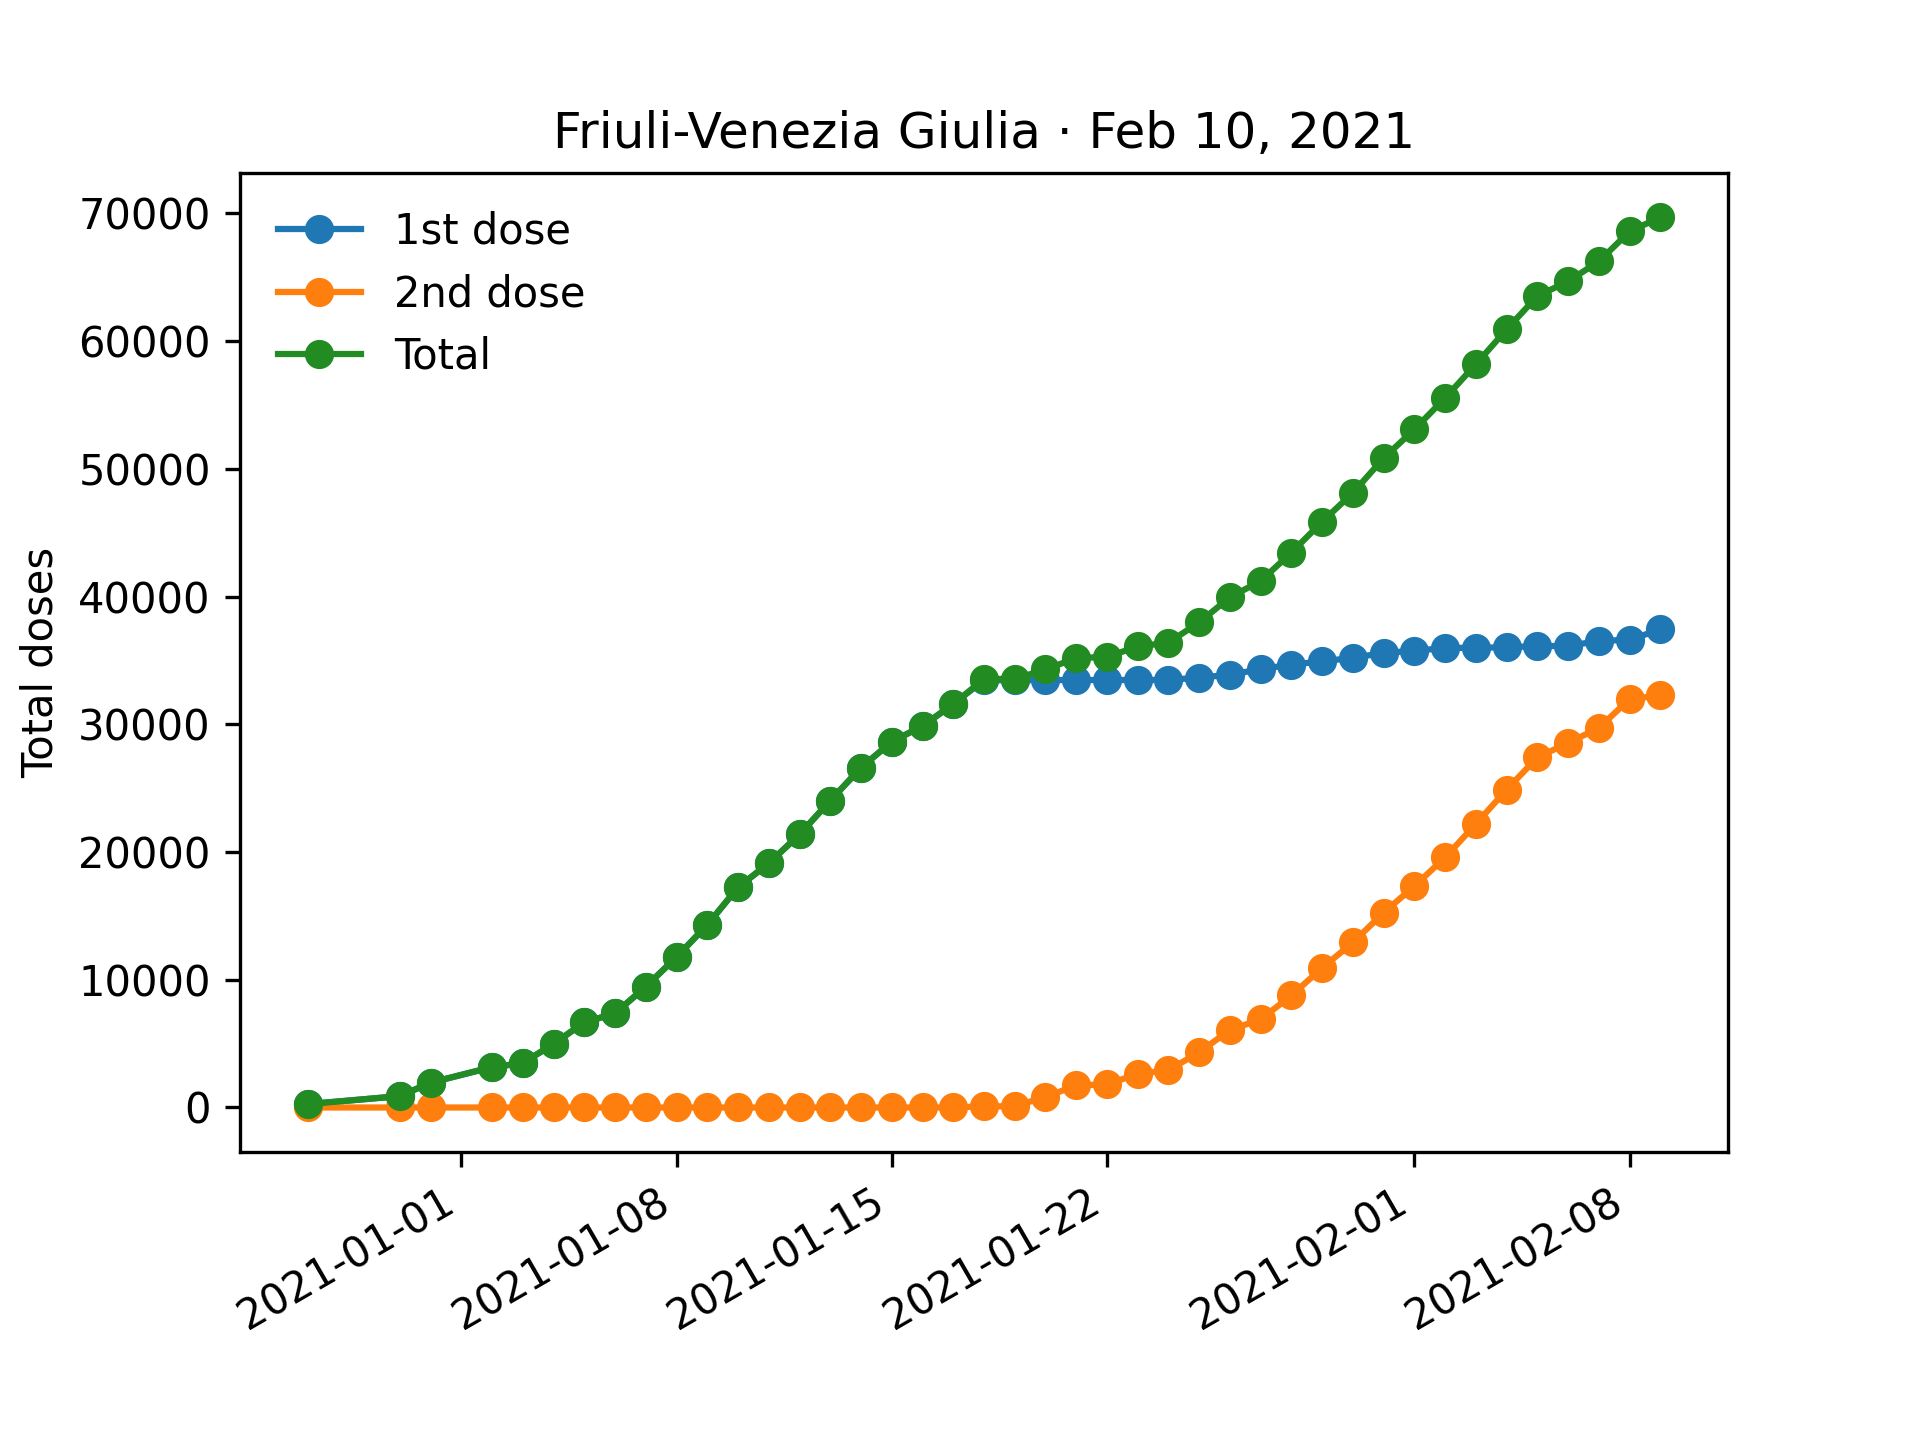 Friuli-Venezia Giulia · Feb 10, 2021
70000
60000
50000
40000
30000
20000
10000
0
Total doses
1st dose
2nd dose
Total
2021-01-01
2021-01-08
2021-01-15
2021-01-22
2021-02-01
2021-02-08